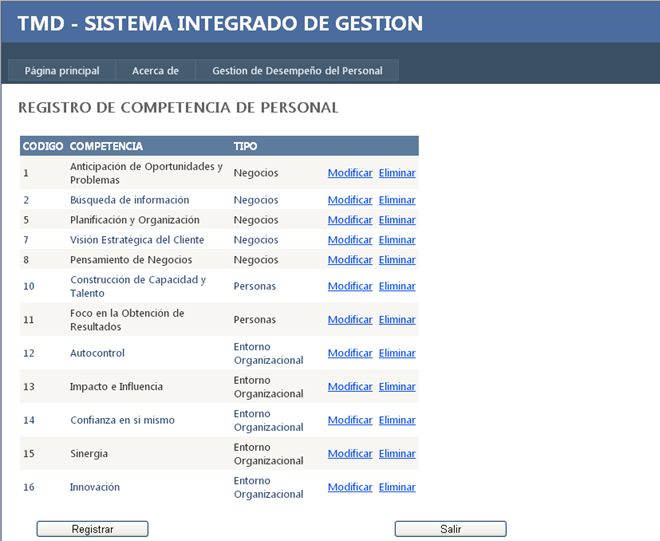 TMD - SISTEMA INTEGRADO DE GESTION
Página principal Acerca de Gestion de Desempeño del Personal
REGISTRO DE COMPETENCIA DE PERSONAL
CODIGO COMPETENCIA TIPO
1 Anticipación de Oportunidades y Problemas Negocios Modificar Eliminar
2 Búsqueda de información Negocios Modificar Eliminar
5 Planificación y Organización Negocios Modificar Eliminar
7 Visión Estratégica del Cliente Negocios Modificar Eliminar
8 Pensamiento de Negocios Negocios Modificar Eliminar
10 Construcción de Capacidad y Talento Personas Modificar Eliminar
11 Foco en la Obtención de Resultados Personas Modificar Eliminar
12 Autocontrol Entorno Organizacional Modificar Eliminar
13 Impacto e Influencia Entorno Organizacional Modificar Eliminar
14 Confianza en si mismo Entorno Organizacional Modificar Eliminar
15 Sinergia Entorno Organizacional Modificar Eliminar
16 Innovación Entorno Organizacional Modificar Eliminar
Registrar Salir